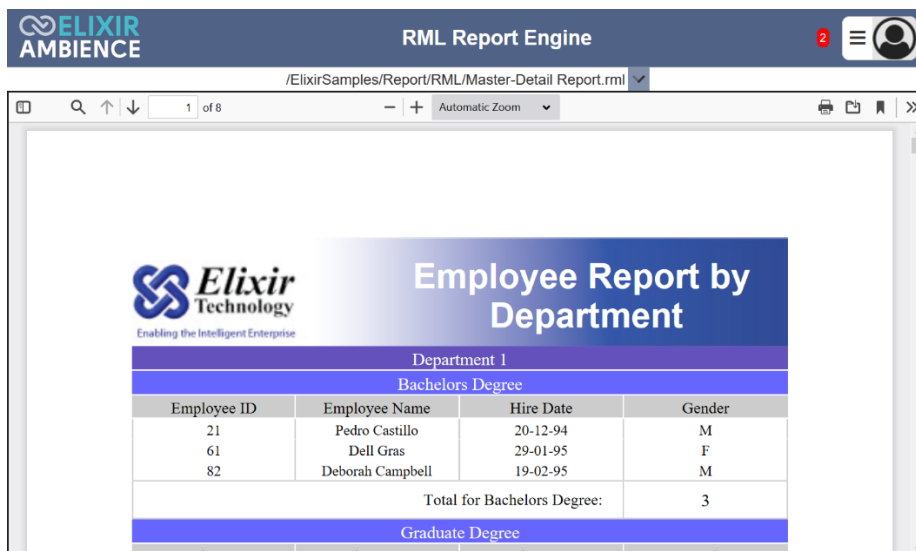 ELIXIR
AMBIENCE
RML Report Engine
2
/ElixirSamples/Report/RML/Master-Detail Report.rml
1 of 8
Automatic Zoom
Elixir
Technology
Enabling the Intelligent Enterprise
Employee Report by
Department
Department 1
Bachelors Degree
Employee ID Employee Name Hire Date Gender
21 Pedro Castillo 20-12-94 M
61 Dell Gras 29-01-95 F
82 Deborah Campbell 19-02-95 M
Total for Bachelors Degree: 3
Graduate Degree